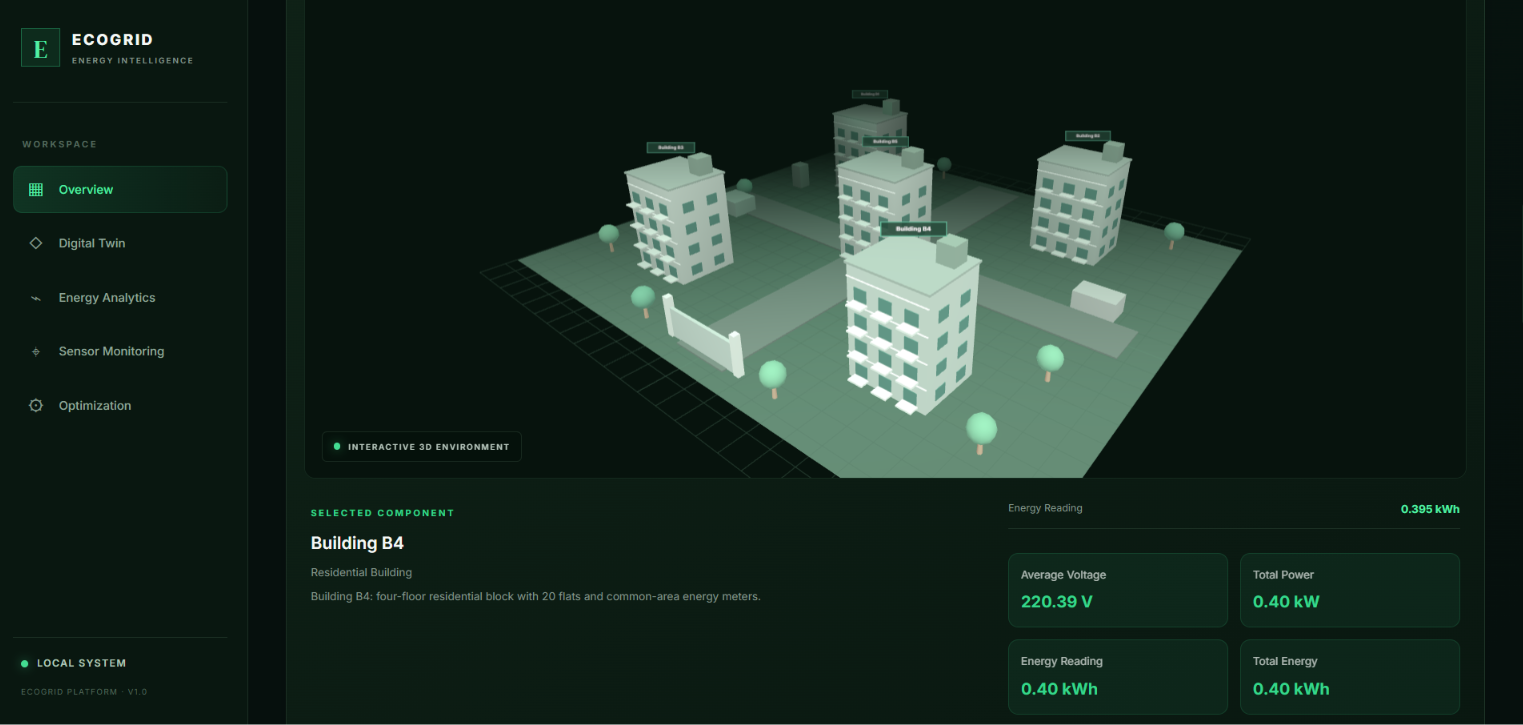 E
ECOGRID
ENERGY INTELLIGENCE
WORKSPACE
Overview
Digital Twin
Energy Analytics
Sensor Monitoring
Optimization
LOCAL SYSTEM
ECOGRID PLATFORM · V1.0
Building B4
INTERACTIVE 3D ENVIRONMENT
SELECTED COMPONENT
Building B4
Residential Building
Building B4: four-floor residential block with 20 flats and common-area energy meters.
Energy Reading
0.395 kWh
Average Voltage
220.39 V
Total Power
0.40 kW
Energy Reading
0.40 kWh
Total Energy
0.40 kWh